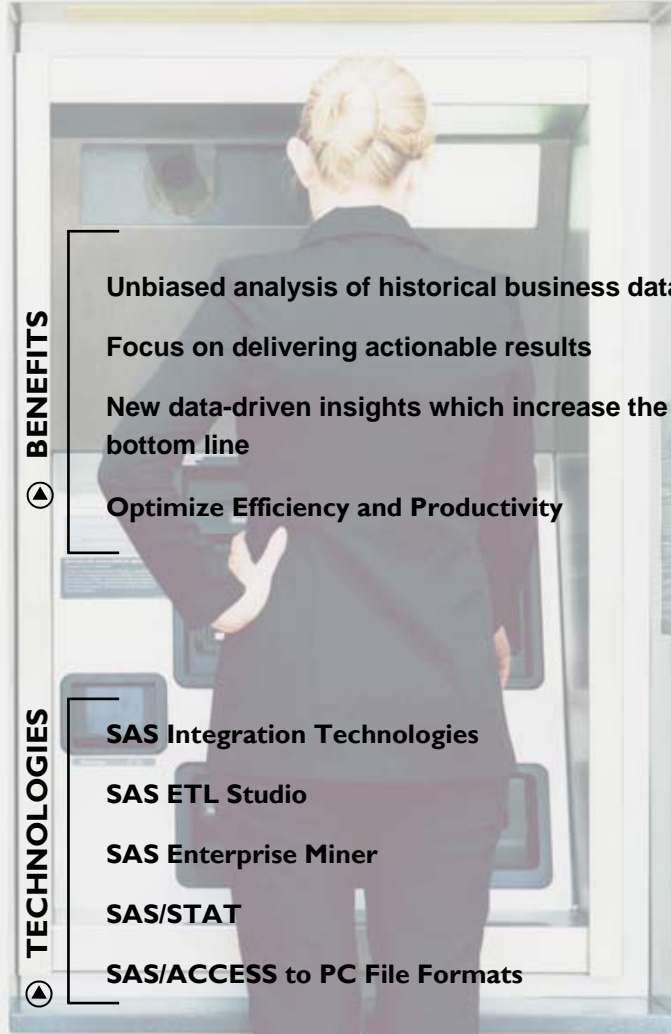 BENEFITS
Unbiased analysis of historical business data
Focus on delivering actionable results
New data-driven insights which increase the
bottom line
Optimize Efficiency and Productivity
TECHNOLOGIES
SAS Integration Technologies
SAS ETL Studio
SAS Enterprise Miner
SAS/STAT
SAS/ACCESS to PC File Formats